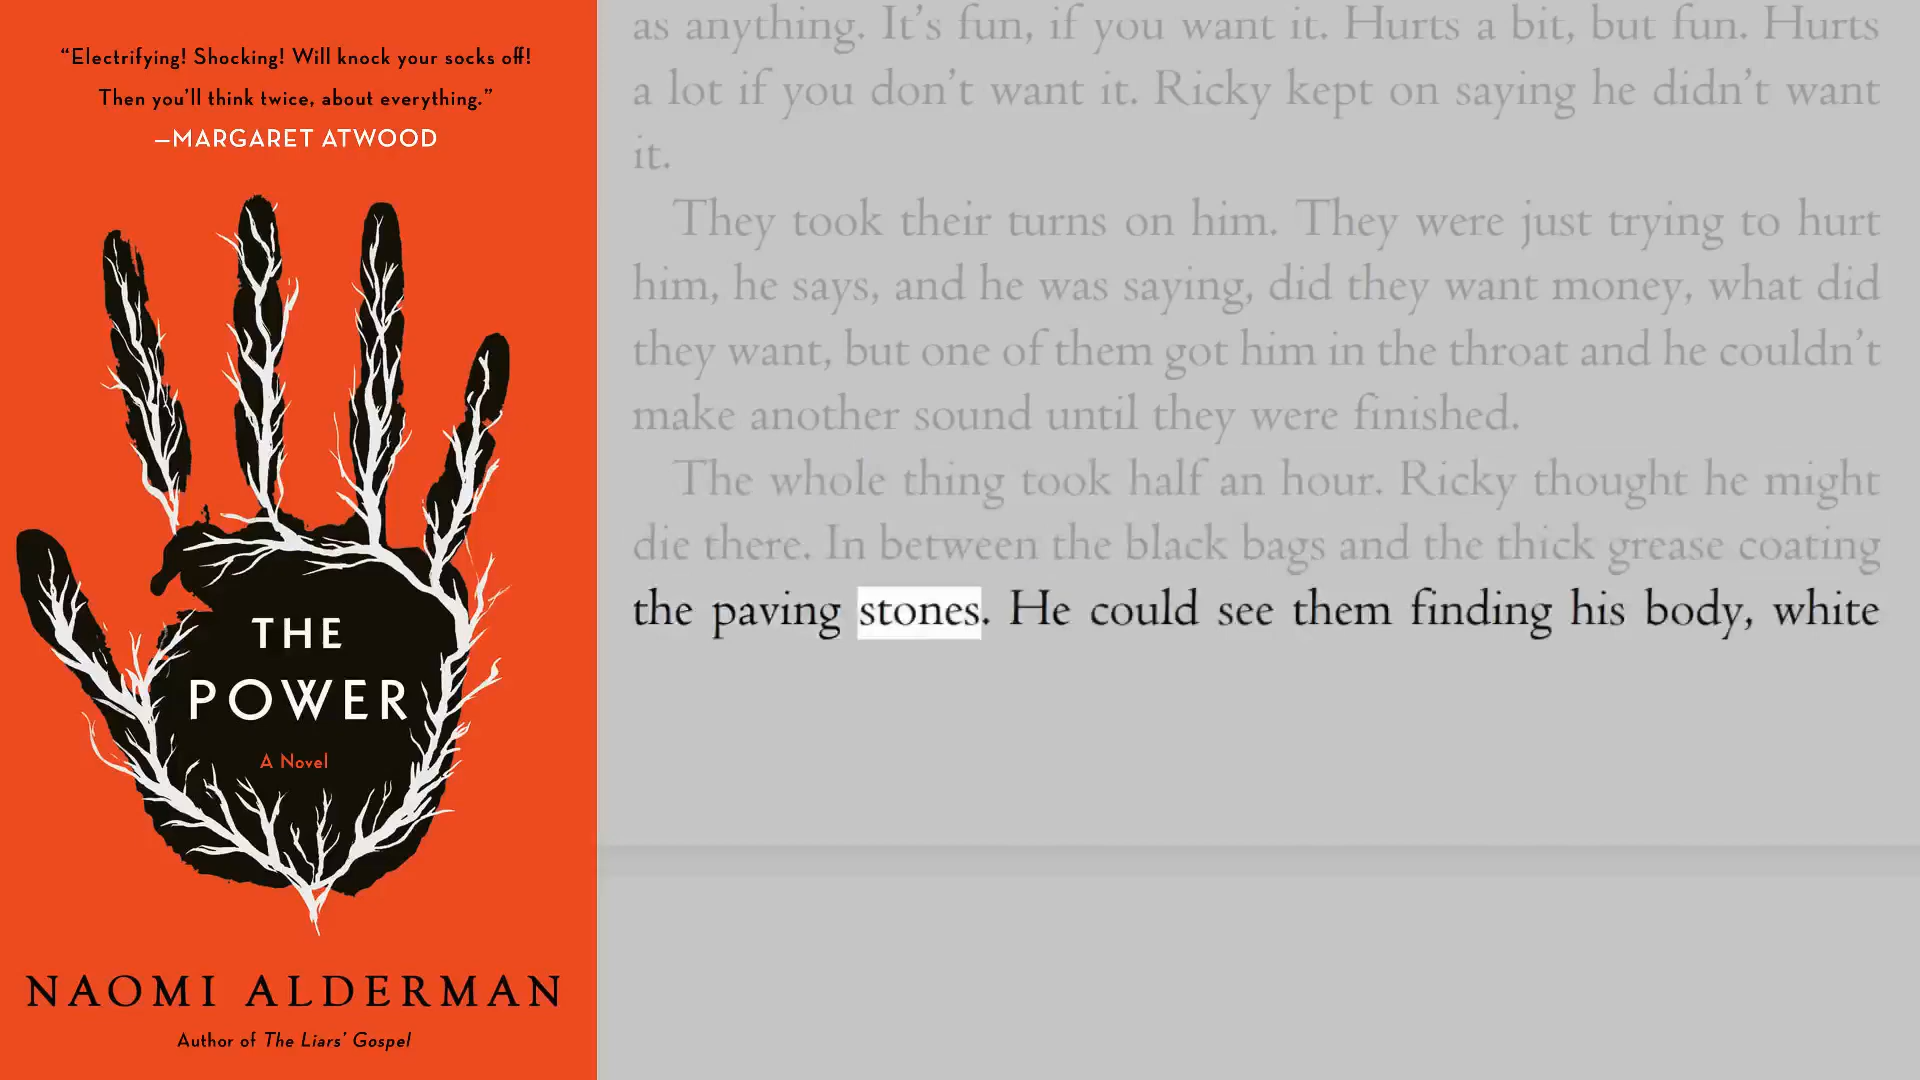 “Electrifying! Shocking! Will knock your socks off!
Then you’ll think twice, about everything.”
—MARGARET ATWOOD
THE
POWER
A Novel
NAOMI ALDERMAN
Author of The Liars’ Gospel
as anything. It’s fun, if you want it. Hurts a bit, but fun. Hurts
a lot if you don’t want it. Ricky kept on saying he didn’t want
it.
They took their turns on him. They were just trying to hurt
him, he says, and he was saying, did they want money, what did
they want, but one of them got him in the throat and he couldn’t
make another sound until they were finished.
The whole thing took half an hour. Ricky thought he might
die there. In between the black bags and the thick grease coating
the paving stones. He could see them finding his body, white